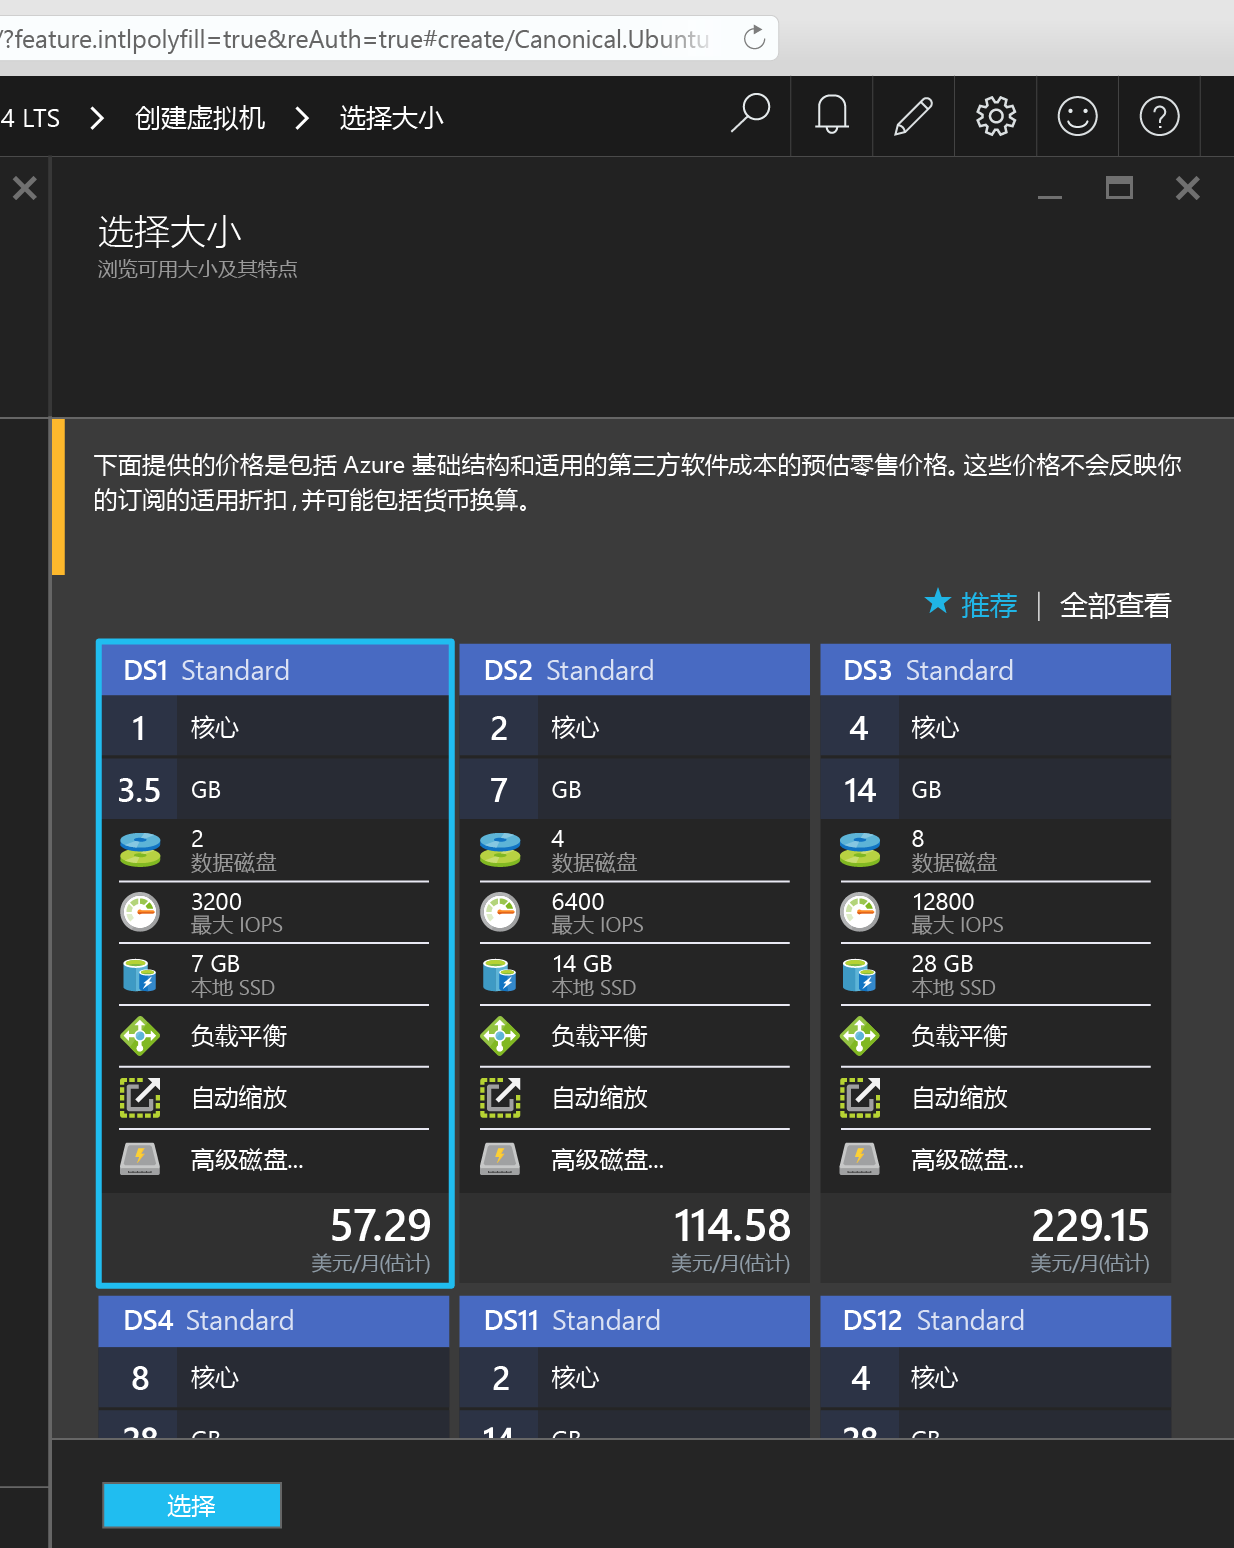 /?feature.intlpolyfill=true&reAuth=true#create/Canonical.Ubuntu
4 LTS > 创建虚拟机 > 选择大小
选择大小
浏览可用大小及其特点
下面提供的价格是包括 Azure 基础结构和适用的第三方软件成本的预估零售价格。这些价格不会反映你
的订阅的适用折扣,并可能包括货币换算。
★ 推荐 | 全部查看
DS1 Standard
1 核心
3.5 GB
2
数据磁盘
3200
最大 IOPS
7 GB
本地 SSD
负载平衡
自动缩放
高级磁盘...
57.29
美元/月(估计)
DS2 Standard
2 核心
7 GB
4
数据磁盘
6400
最大 IOPS
14 GB
本地 SSD
负载平衡
自动缩放
高级磁盘...
114.58
美元/月(估计)
DS3 Standard
4 核心
14 GB
8
数据磁盘
12800
最大 IOPS
28 GB
本地 SSD
负载平衡
自动缩放
高级磁盘...
229.15
美元/月(估计)
DS4 Standard
8 核心
28 GB
DS11 Standard
2 核心
14 GB
DS12 Standard
4 核心
28 GB
选择